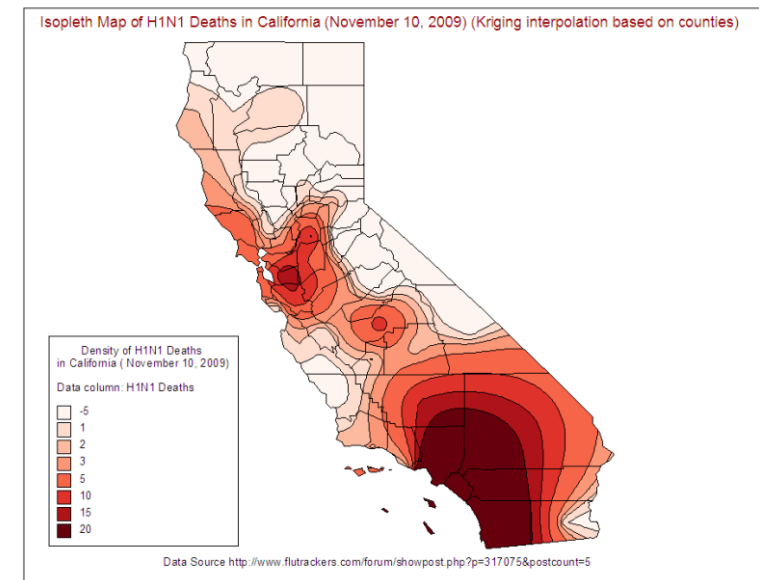 Isopleth Map of H1N1 Deaths in California (November 10, 2009) (Kriging interpolation based on counties)
Density of H1N1 Deaths
in California ( November 10, 2009)
Data column: H1N1 Deaths
-5
1
2
3
5
10
15
20
Data Source http://www.flutrackers.com/forum/showpost.php?p=317075&postcount=5